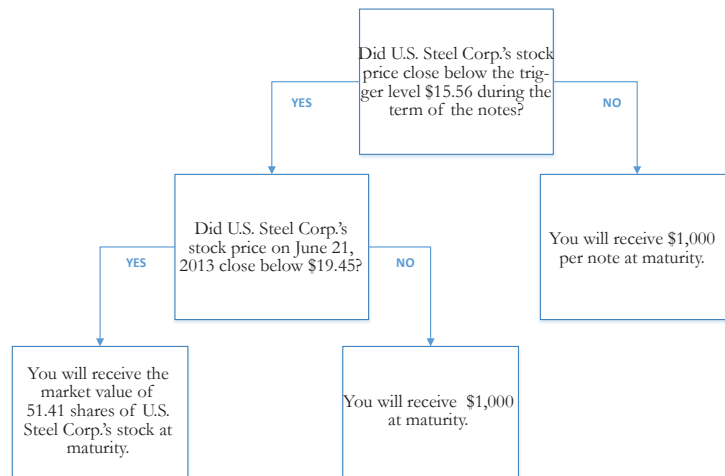 Did U.S. Steel Corp.'s stock
price close below the trig-
ger level $15.56 during the
term of the notes?
YES
NO
Did U.S. Steel Corp.'s
stock price on June 21,
2013 close below $19.45?
You will receive $1,000
per note at maturity.
YES
NO
You will receive the
market value of
51.41 shares of U.S.
Steel Corp.'s stock at
maturity.
You will receive  $1,000
at maturity.